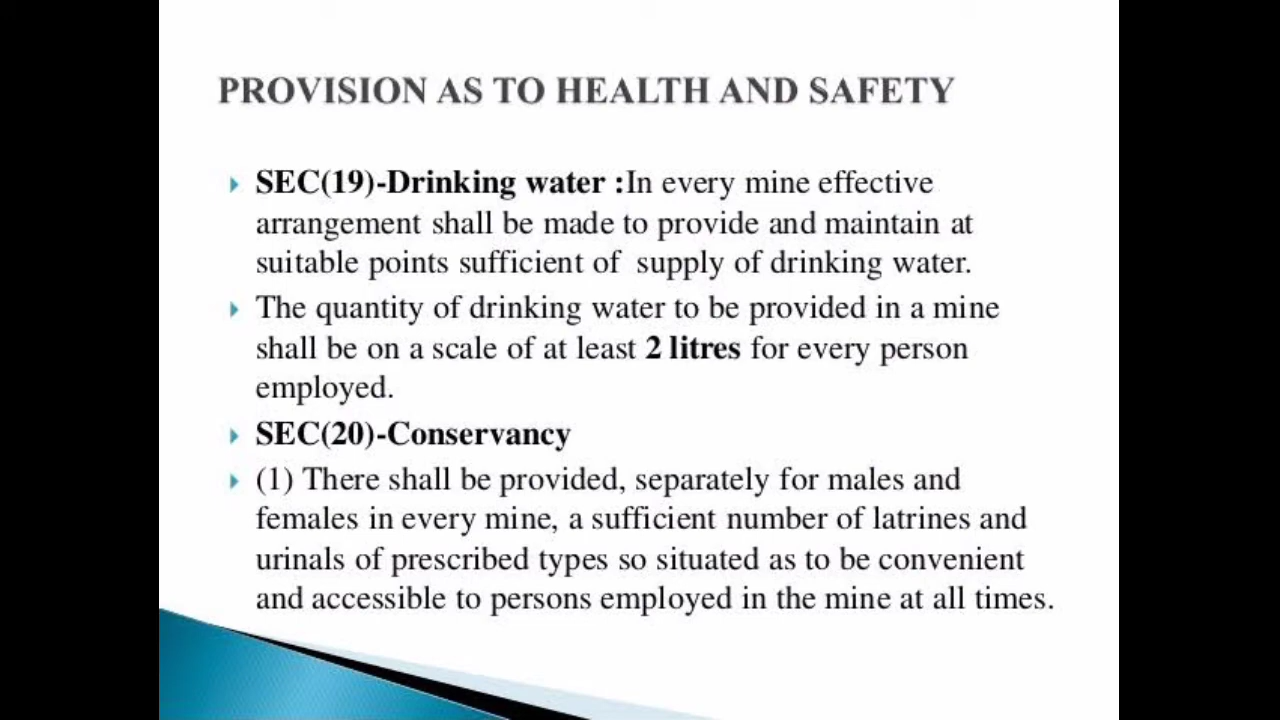 PROVISION AS TO HEALTH AND SAFETY
SEC(19)-Drinking water :In every mine effective
arrangement shall be made to provide and maintain at
suitable points sufficient of supply of drinking water.
The quantity of drinking water to be provided in a mine
shall be on a scale of at least 2 litres for every person
employed.
SEC(20)-Conservancy
(1) There shall be provided, separately for males and
females in every mine, a sufficient number of latrines and
urinals of prescribed types so situated as to be convenient
and accessible to persons employed in the mine at all times.